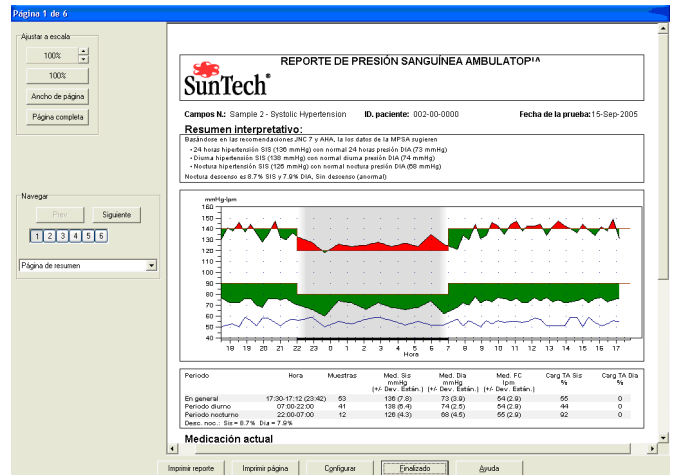 Página 1 de 6
Ajustar a escala
100%
100%
Ancho de página
Página completa
Navegar
Prev
Siguiente
1 2 3 4 5 6
Página de resumen
REPORTE DE PRESIÓN SANGUÍNEA AMBULATOPIA
SunTech®
Campos N.: Sample 2 - Systolic Hypertension ID. paciente: 002-00-0000 Fecha de la prueba: 15-Sep-2005
Resumen interpretativo:
Basándose en las recomendaciones JNC 7 y AHA, la los datos de la MPSA sugieren
- 24 horas hipertensión SIS (136 mmHg) con normal 24 horas presión DIA (73 mmHg)
- Diurna hipertensión SIS (138 mmHg) con normal diurna presión DIA (74 mmHg)
- Noctura hipertensión SIS (126 mmHg) con normal noctura presión DIA (68 mmHg)
Noctura descenso es 8.7% SIS y 7.9% DIA, Sin descenso (anormal)
mmHg-lpm
160
150
140
130
120
110
100
90
80
70
60
50
40
18 19 20 21 22 23 0 1 2 3 4 5 6 7 8 9 10 11 12 13 14 15 16 17
Hora
Periodo Hora Muestras Med. Sis Med. Dia Med. FC Carg TA Sis Carg TA Dia
mmHg mmHg lpm % %
(+/- Dev. Están.) (+/- Dev. Están.) (+/- Dev. Están.)
En general 17:30-17:12 (23:42) 53 136 (7.8) 73 (3.9) 54 (2.9) 55 0
Periodo diurno 07:00-22:00 41 138 (6.4) 74 (2.5) 54 (2.9) 44 0
Periodo nocturno 22:00-07:00 12 126 (4.3) 68 (4.5) 55 (2.9) 92 0
Desc. noc.: Sis = 8.7% Dia = 7.9%
Medicación actual
Imprimir reporte
Imprimir página
Configurar
Finalizado
Ayuda